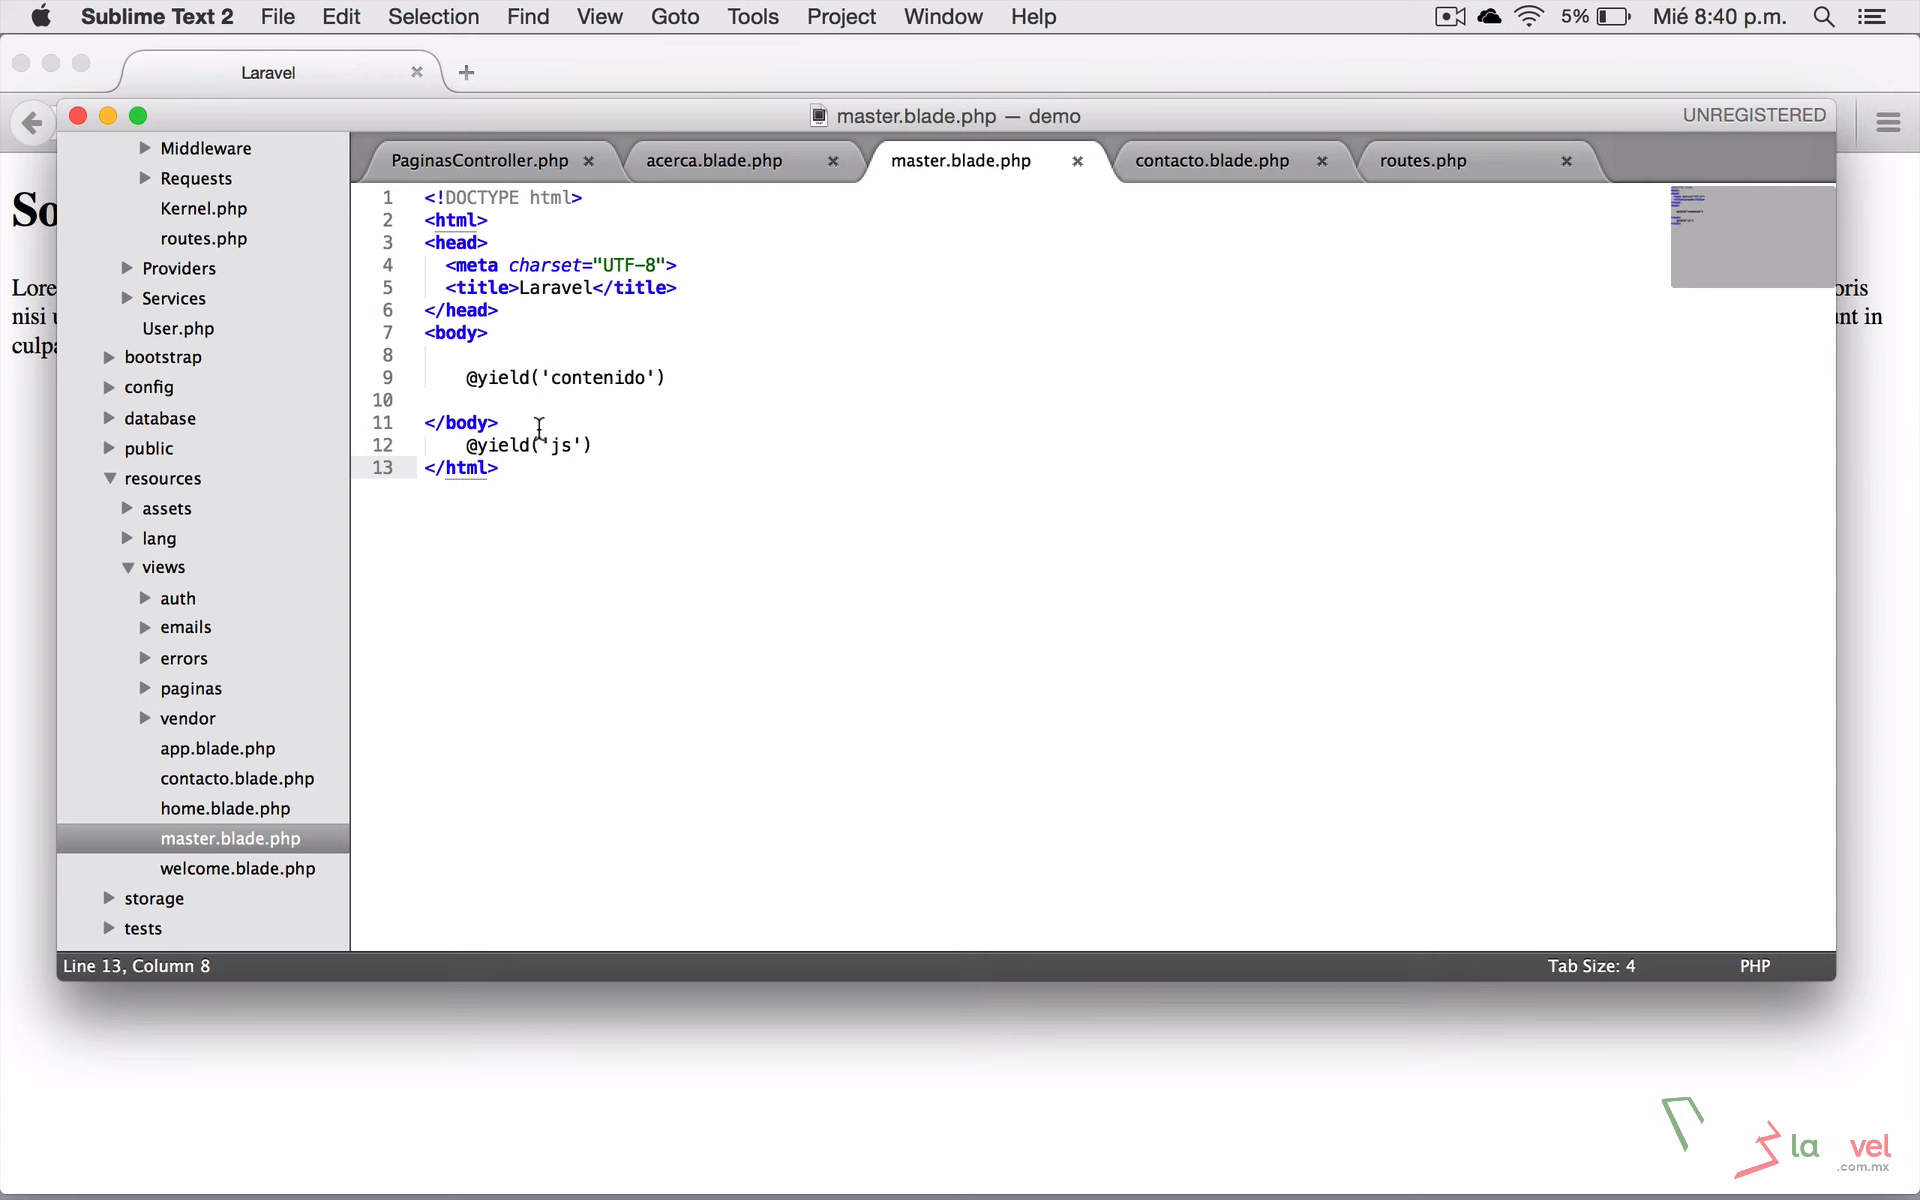 Sublime Text 2 File Edit Selection Find View Goto Tools Project Window Help 5% Mié 8:40 p.m.
Laravel
master.blade.php — demo UNREGISTERED
PaginasController.php acerca.blade.php master.blade.php contacto.blade.php routes.php
Middleware
Requests
Kernel.php
routes.php
Providers
Services
User.php
bootstrap
config
database
public
resources
assets
lang
views
auth
emails
errors
paginas
vendor
app.blade.php
contacto.blade.php
home.blade.php
master.blade.php
welcome.blade.php
storage
tests
1 <!DOCTYPE html>
2 <html>
3 <head>
4 <meta charset="UTF-8">
5 <title>Laravel</title>
6 </head>
7 <body>
8
9 @yield('contenido')
10
11 </body>
12 @yield('js')
13 </html>
So
Lore
nisi
culpa
oris
nt in
Line 13, Column 8 Tab Size: 4 PHP
la vel
.com.mx